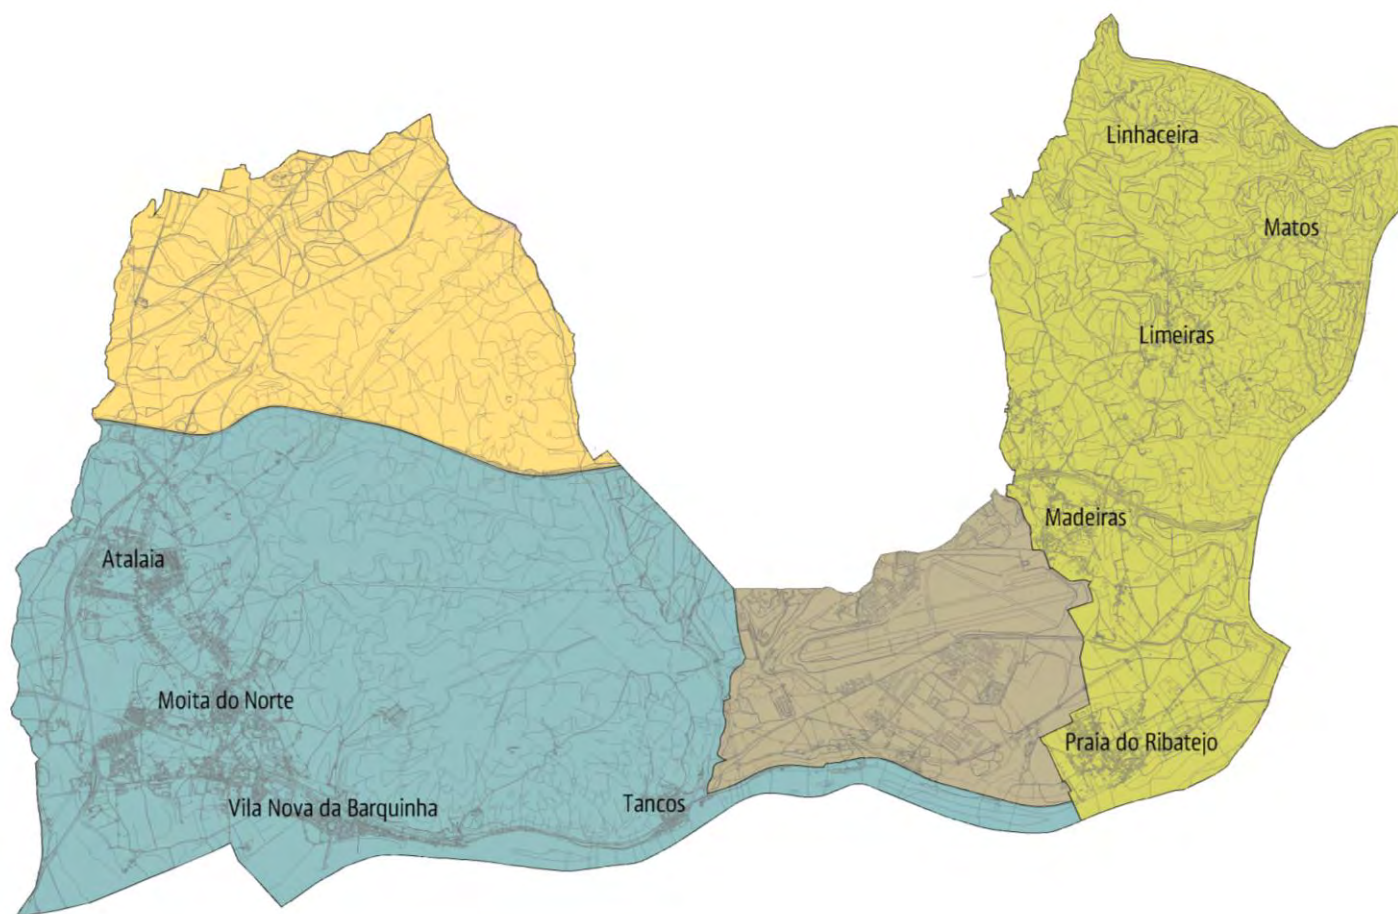 Linhaceira
Matos
Limeiras
Madeiras
Atalaia
Moita do Norte
Praia do Ribatejo
Vila Nova da Barquinha
Tancos